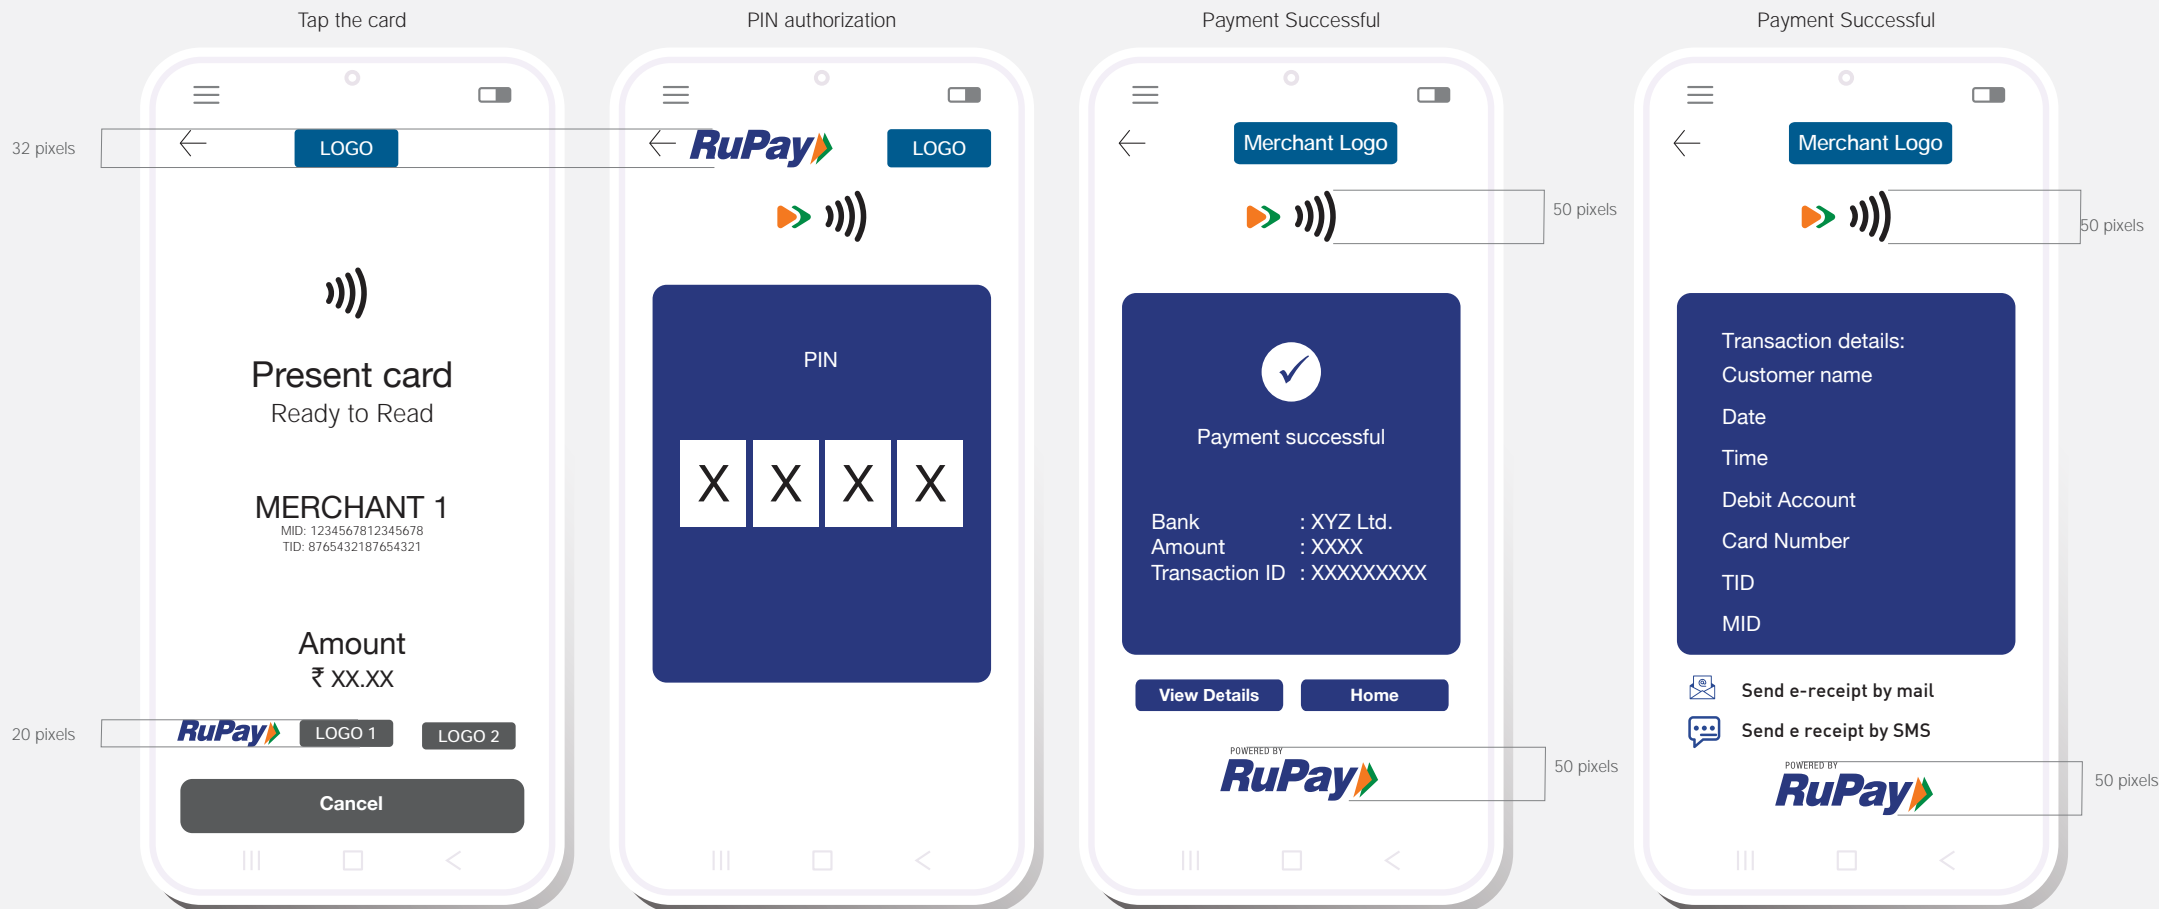 Tap the card
32 pixels
LOGO
Present card
Ready to Read
MERCHANT 1
MID: 1234567812345678
TID: 8765432187654321
Amount
₹ XX.XX
20 pixels
RuPay
LOGO 1
LOGO 2
Cancel
PIN authorization
RuPay
LOGO
PIN
X X X X
Payment Successful
Merchant Logo
50 pixels
Payment successful
Bank : XYZ Ltd.
Amount : XXXX
Transaction ID : XXXXXXXXX
View Details
Home
POWERED BY
RuPay
50 pixels
Payment Successful
Merchant Logo
50 pixels
Transaction details:
Customer name
Date
Time
Debit Account
Card Number
TID
MID
Send e-receipt by mail
Send e receipt by SMS
POWERED BY
RuPay
50 pixels